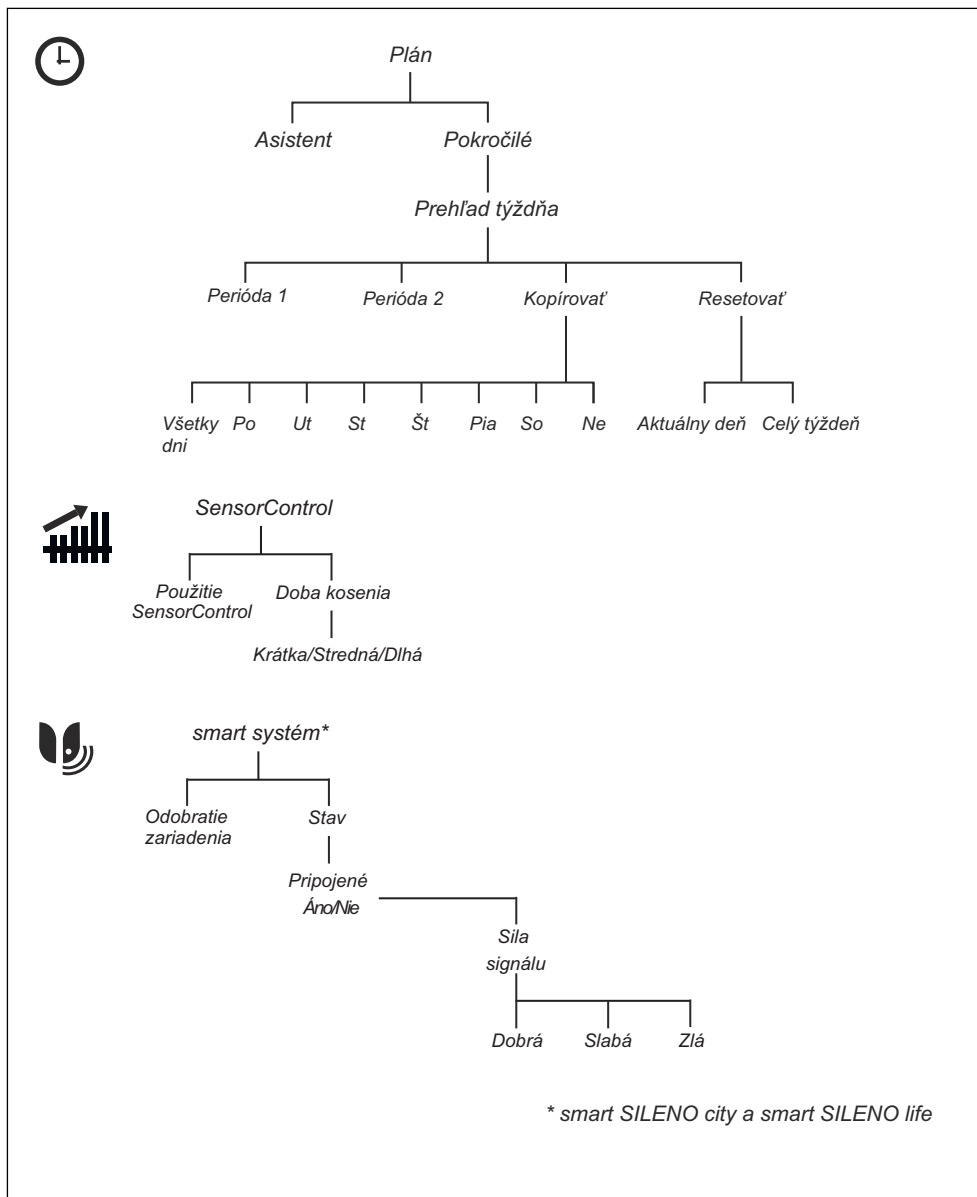 Plán
Asistent
Pokročilé
Prehľad týždňa
Perióda 1
Perióda 2
Kopírovať
Resetovať
Všetky
dni
Po
Ut
St
Št
Pia
So
Ne
Aktuálny deň
Celý týždeň
SensorControl
Použitie
SensorControl
Doba kosenia
Krátka/Stredná/Dlhá
smart systém*
Odobratie
zariadenia
Stav
Pripojené
Áno/Nie
Sila
signálu
Dobrá
Slabá
Zlá
* smart SILENO city a smart SILENO life